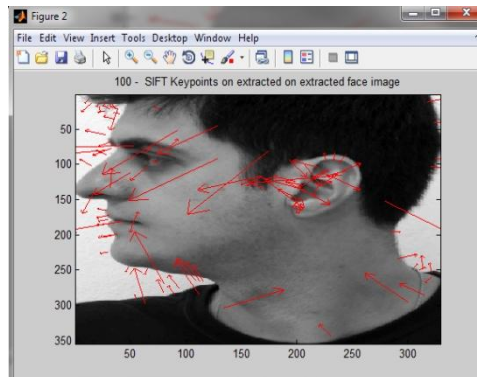 Figure 2
File Edit View Insert Tools Desktop Window Help
100 - SIFT Keypoints on extracted on extracted face image
50
100
150
200
250
300
350
50 100 150 200 250 300